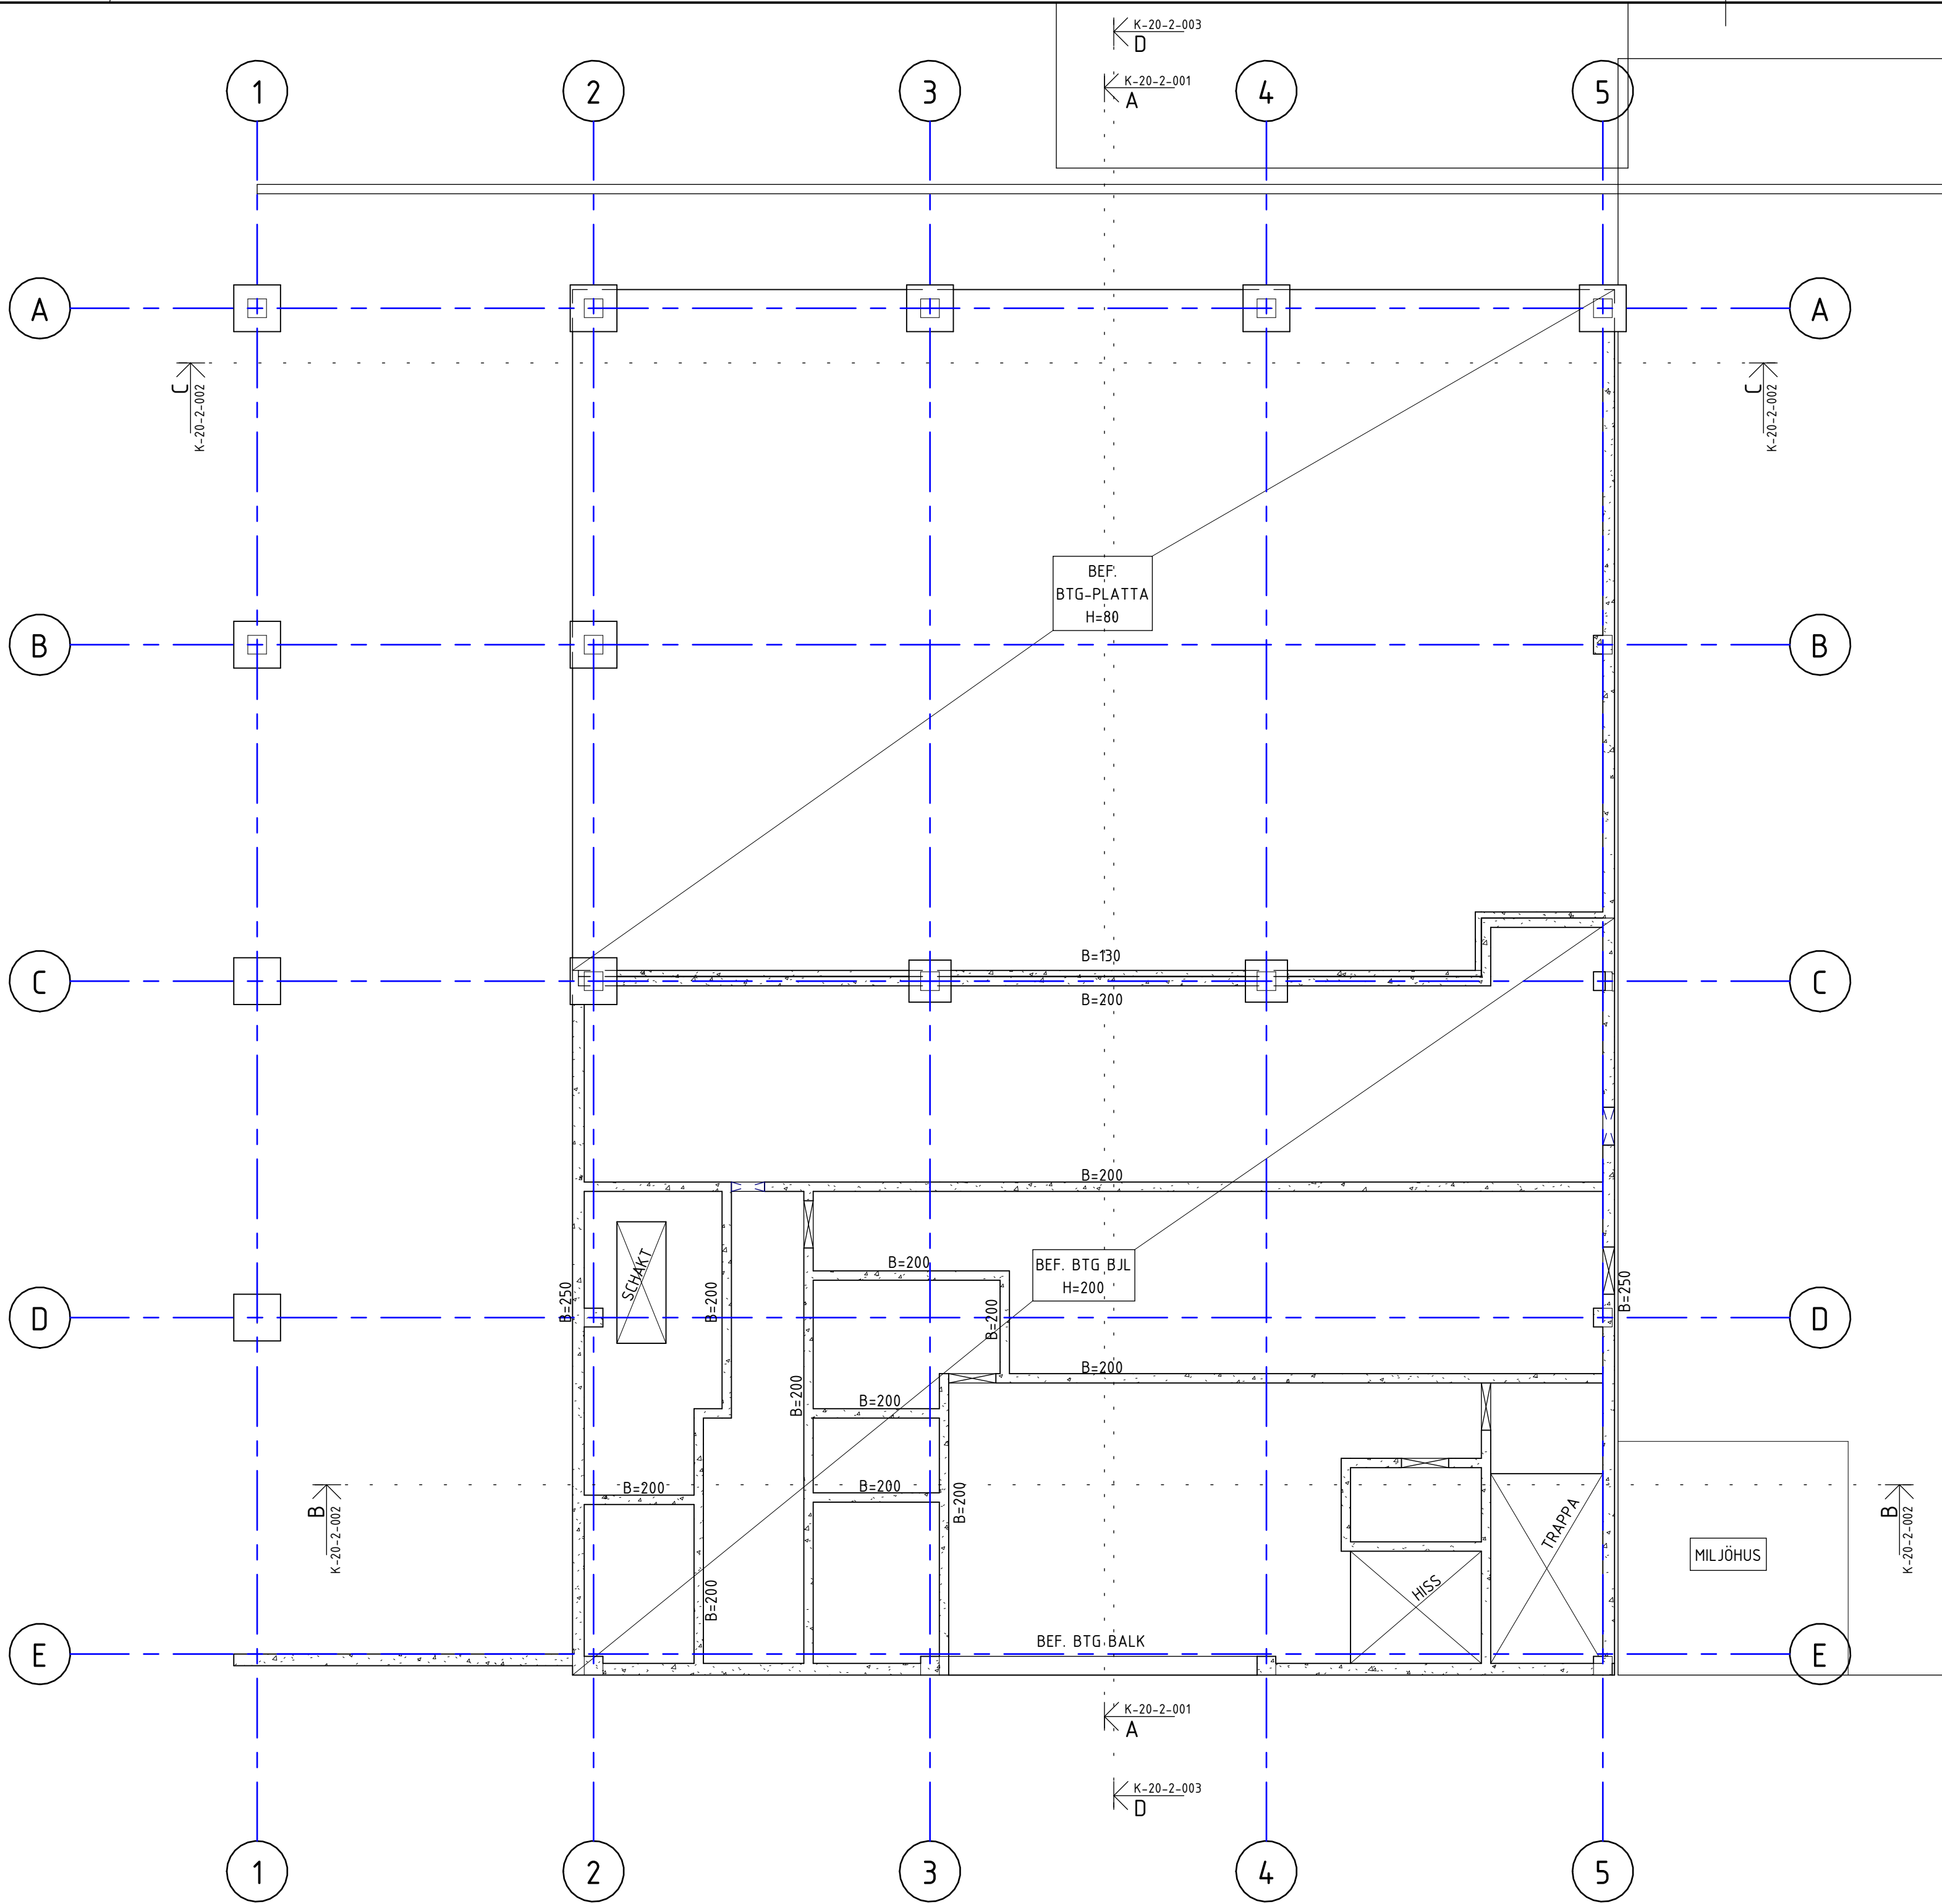 K-20-2-003
D
K-20-2-001
A
1
2
3
4
5
A
A
C
K-20-2-002
C
K-20-2-002
BEF.
BTG-PLATTA
H=80
B
B
B=130
C
C
B=200
B=200
SCHAKT
B=200
BEF. BTG BJL
H=200
B=250
B=200
B=200
B=250
D
D
B=200
B=200
B=200
B=200
B=200
B=200
B
K-20-2-002
TRAPPA
MILJÖHUS
B
K-20-2-002
HISS
B=200
BEF. BTG BALK
E
E
K-20-2-001
A
K-20-2-003
D
1
2
3
4
5